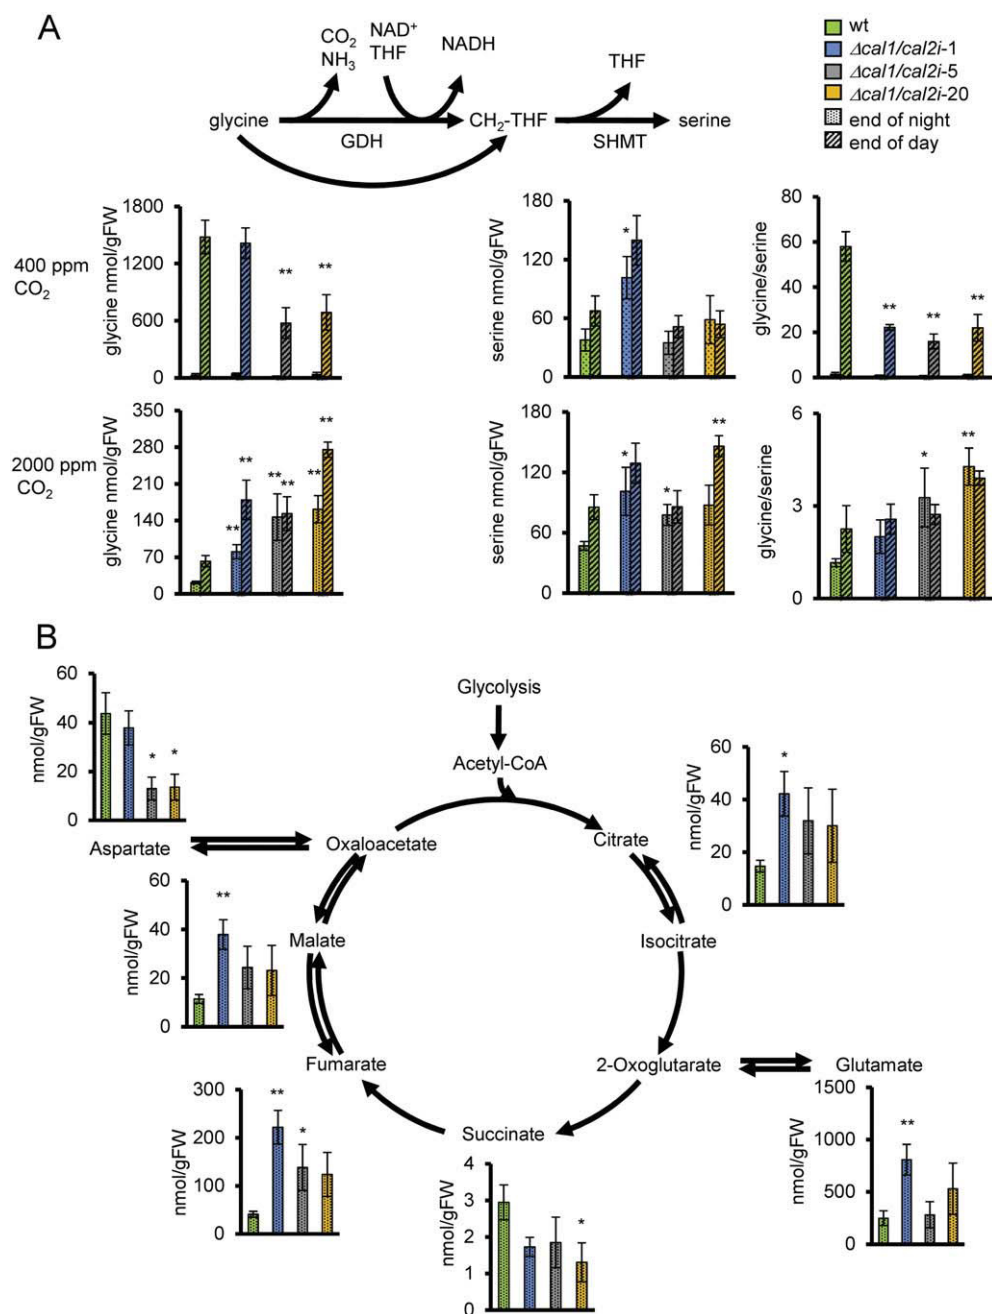 A
CO2
NH3
NAD+
THF
NADH
THF
glycine
GDH
CH2-THF
SHMT
serine
wt
Δcal1/cal2i-1
Δcal1/cal2i-5
Δcal1/cal2i-20
end of night
end of day
400 ppm
CO2
glycine nmol/gFW
1800
1200
600
0
** **
serine nmol/gFW
180
120
60
0
*
glycine/serine
80
60
40
20
0
** ** **
2000 ppm
CO2
glycine nmol/gFW
350
280
210
140
70
0
** ** ** ** ** **
serine nmol/gFW
180
120
60
0
* * **
glycine/serine
6
3
0
* **
B
nmol/gFW
60
40
20
0
* *
Glycolysis
Acetyl-CoA
Aspartate
Oxaloacetate
Citrate
nmol/gFW
60
40
20
0
*
nmol/gFW
60
40
20
0
**
Malate
Isocitrate
Fumarate
2-Oxoglutarate
Glutamate
nmol/gFW
300
200
100
0
** *
Succinate
nmol/gFW
4
3
2
1
0
*
nmol/gFW
1500
1000
500
0
**